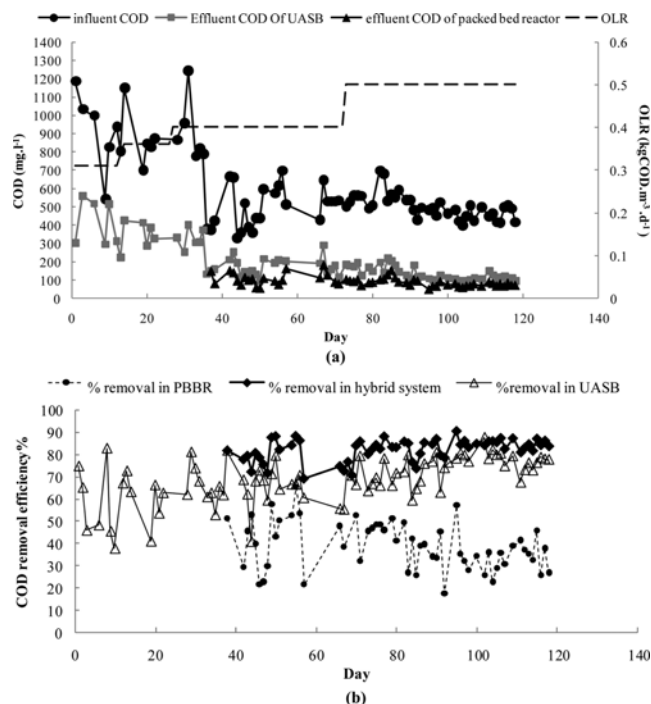 influent COD Effluent COD Of UASB effluent COD of packed bed reactor OLR
1400 0.6
1300
1200 0.5
1100
1000
900 0.4
800
700 0.3
600
500 0.2
400
300 0.1
200
100
0 0
COD (mg.l⁻¹)
OLR (kgCOD.m⁻³.d⁻¹)
0 20 40 60 80 100 120 140
Day
(a)
% removal in PBBR % removal in hybrid system %removal in UASB
100
90
80
70
60
50
40
30
20
10
0
COD removal efficiency%
0 20 40 60 80 100 120 140
Day
(b)